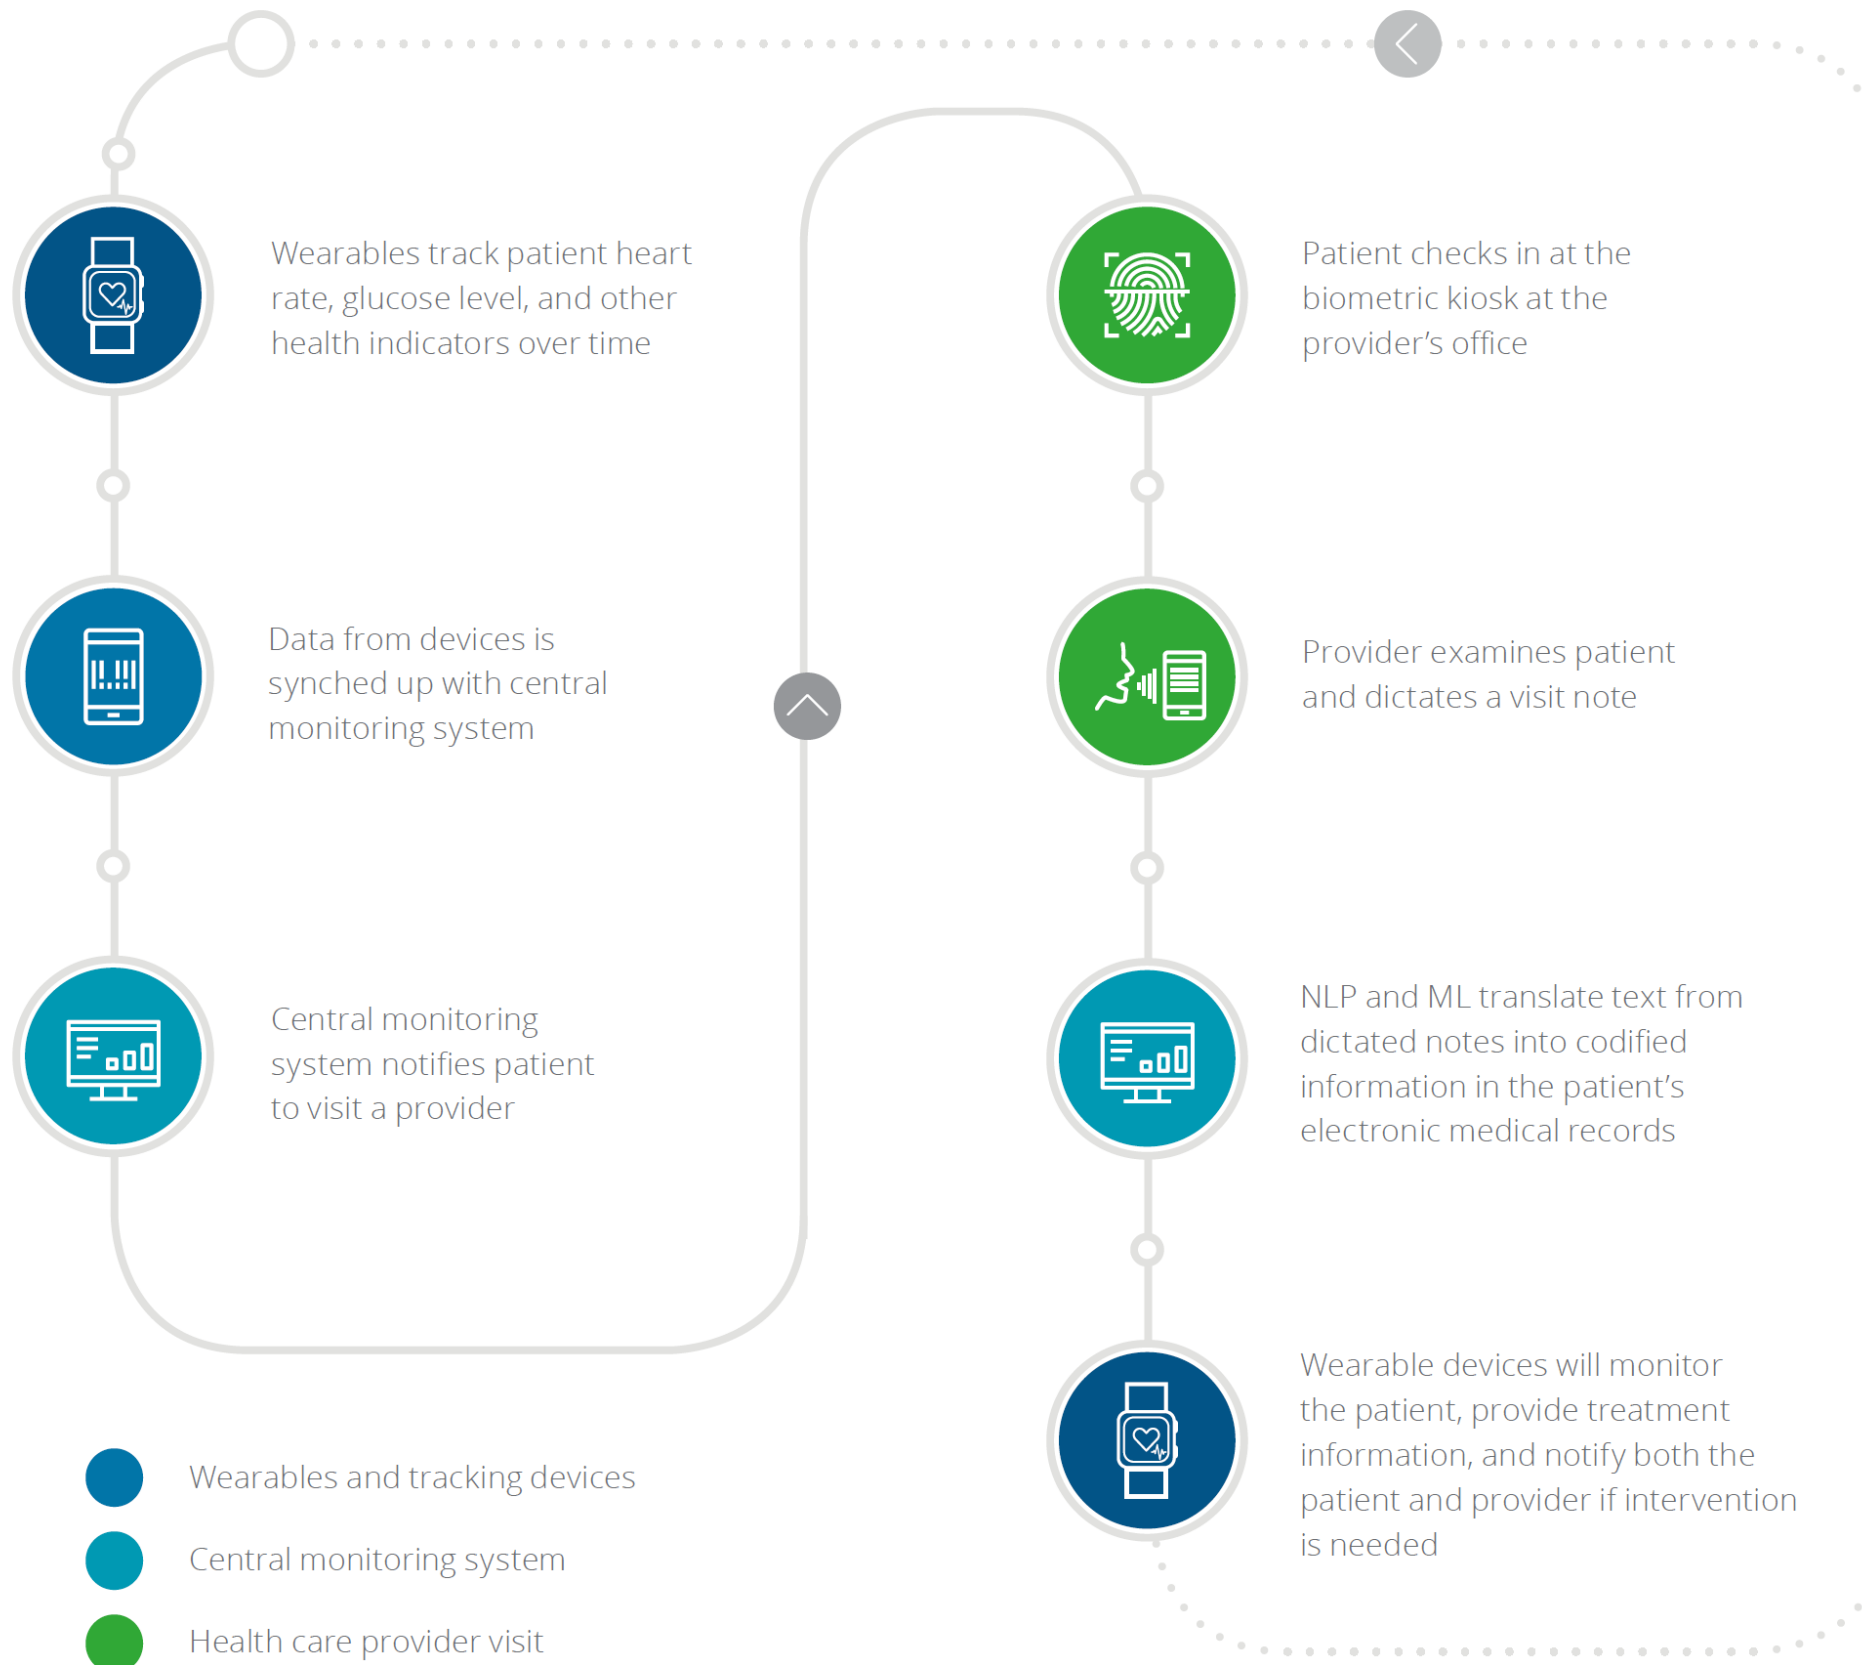 Wearables track patient heart
rate, glucose level, and other
health indicators over time
Data from devices is
synched up with central
monitoring system
Central monitoring
system notifies patient
to visit a provider
Patient checks in at the
biometric kiosk at the
provider’s office
Provider examines patient
and dictates a visit note
NLP and ML translate text from
dictated notes into codified
information in the patient’s
electronic medical records
Wearable devices will monitor
the patient, provide treatment
information, and notify both the
patient and provider if intervention
is needed
Wearables and tracking devices
Central monitoring system
Health care provider visit